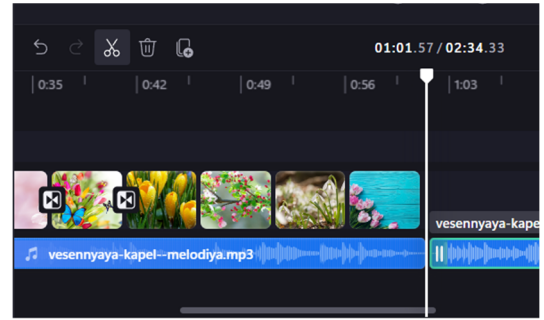 01:01.57 / 02:34.33
0:35 0:42 0:49 0:56 1:03
vesennyaya-kape
vesennyaya-kapel--melodiya.mp3